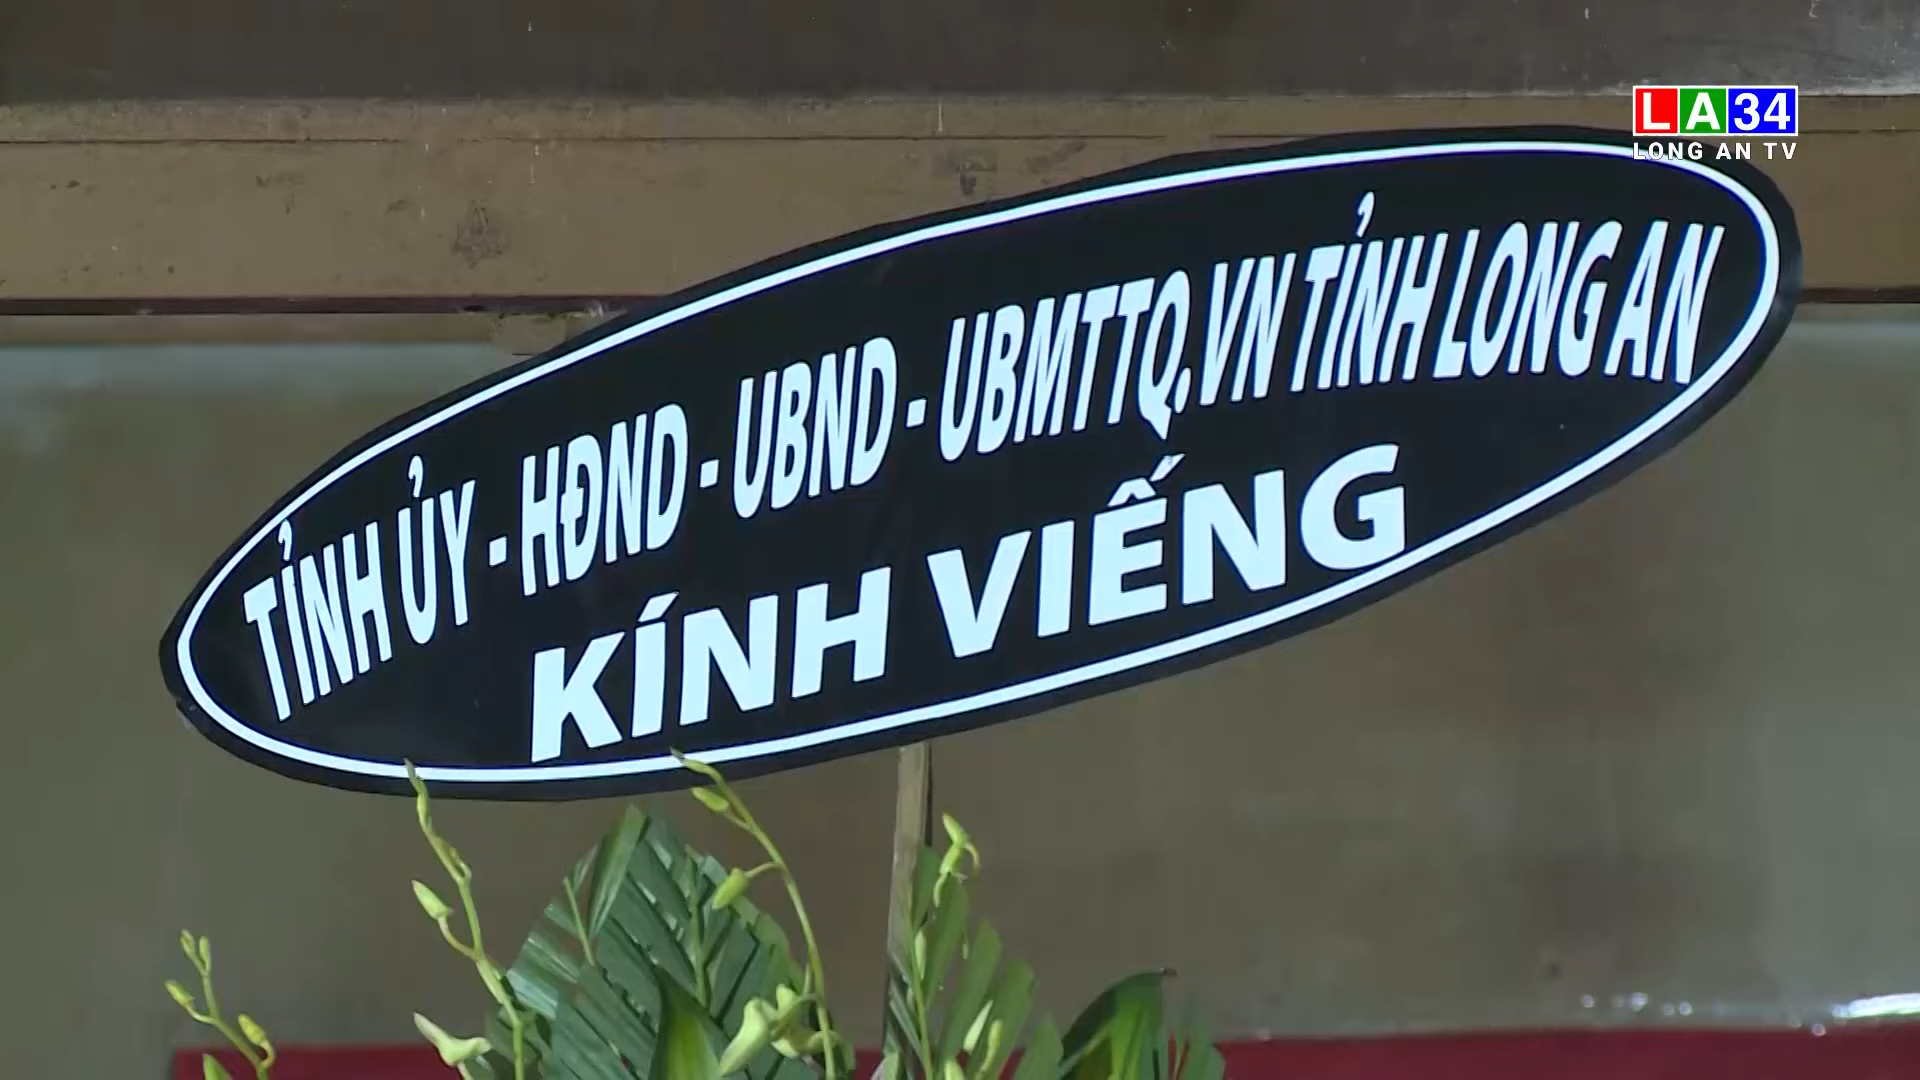 LA34
LONG AN TV
TỈNH ỦY - HĐND - UBND - UBMTTQ.VN TỈNH LONG AN
KÍNH VIẾNG